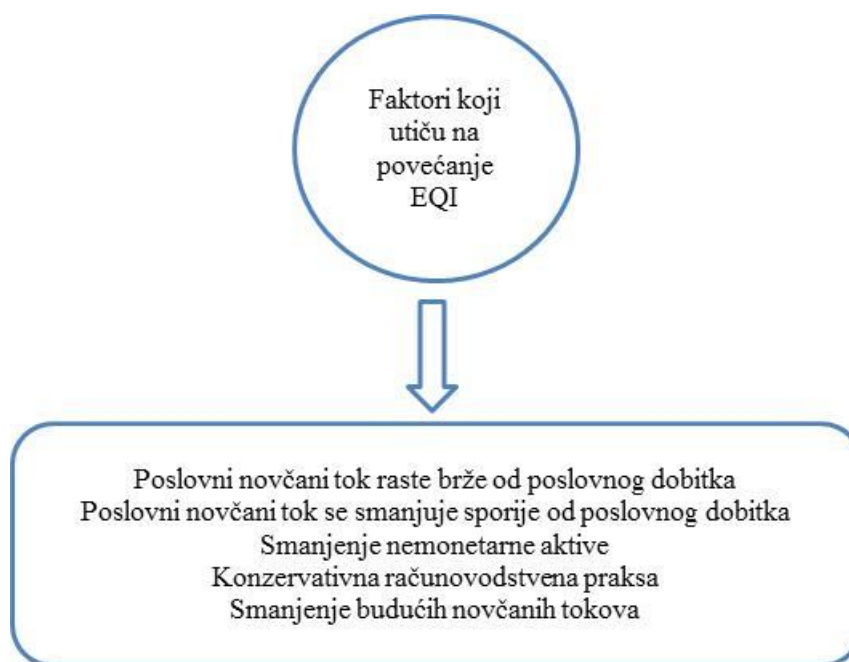 Faktori koji
utiču na
povećanje
EQI
Poslovni novčani tok raste brže od poslovnog dobitka
Poslovni novčani tok se smanjuje sporije od poslovnog dobitka
Smanjenje nemonetarne aktive
Konzervativna računovodstvena praksa
Smanjenje budućih novčanih tokova